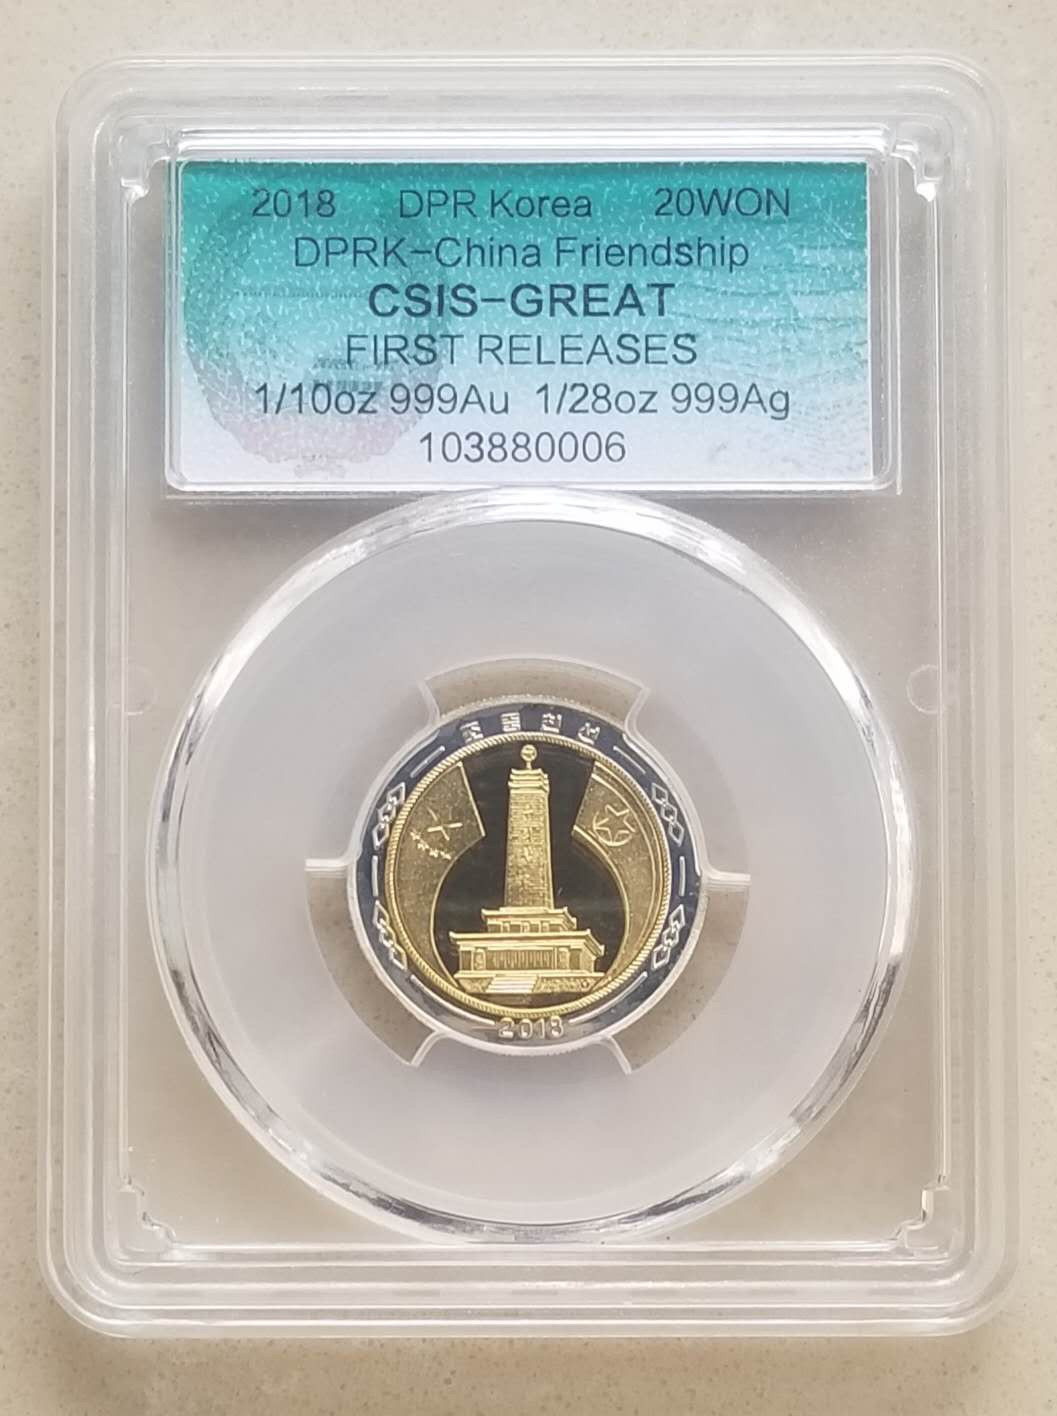 2018 DPR Korea 20WON
DPRK-China Friendship
CSIS-GREAT
FIRST RELEASES
1/10oz 999Au 1/28oz 999Ag
103880006
2018